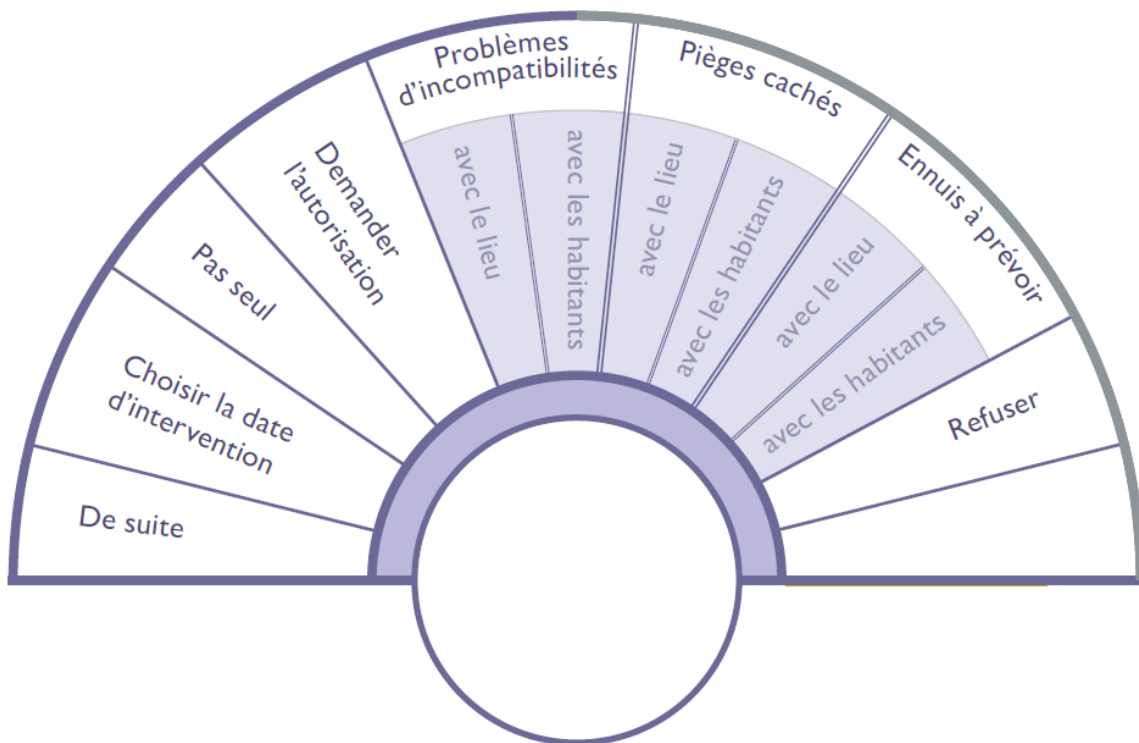 De suite
Choisir la date
d'intervention
Pas seul
Demander
l'autorisation
Problèmes
d'incompatibilités
avec le lieu
avec les habitants
Pièges cachés
avec le lieu
avec les habitants
Ennuis à prévoir
avec le lieu
avec les habitants
Refuser